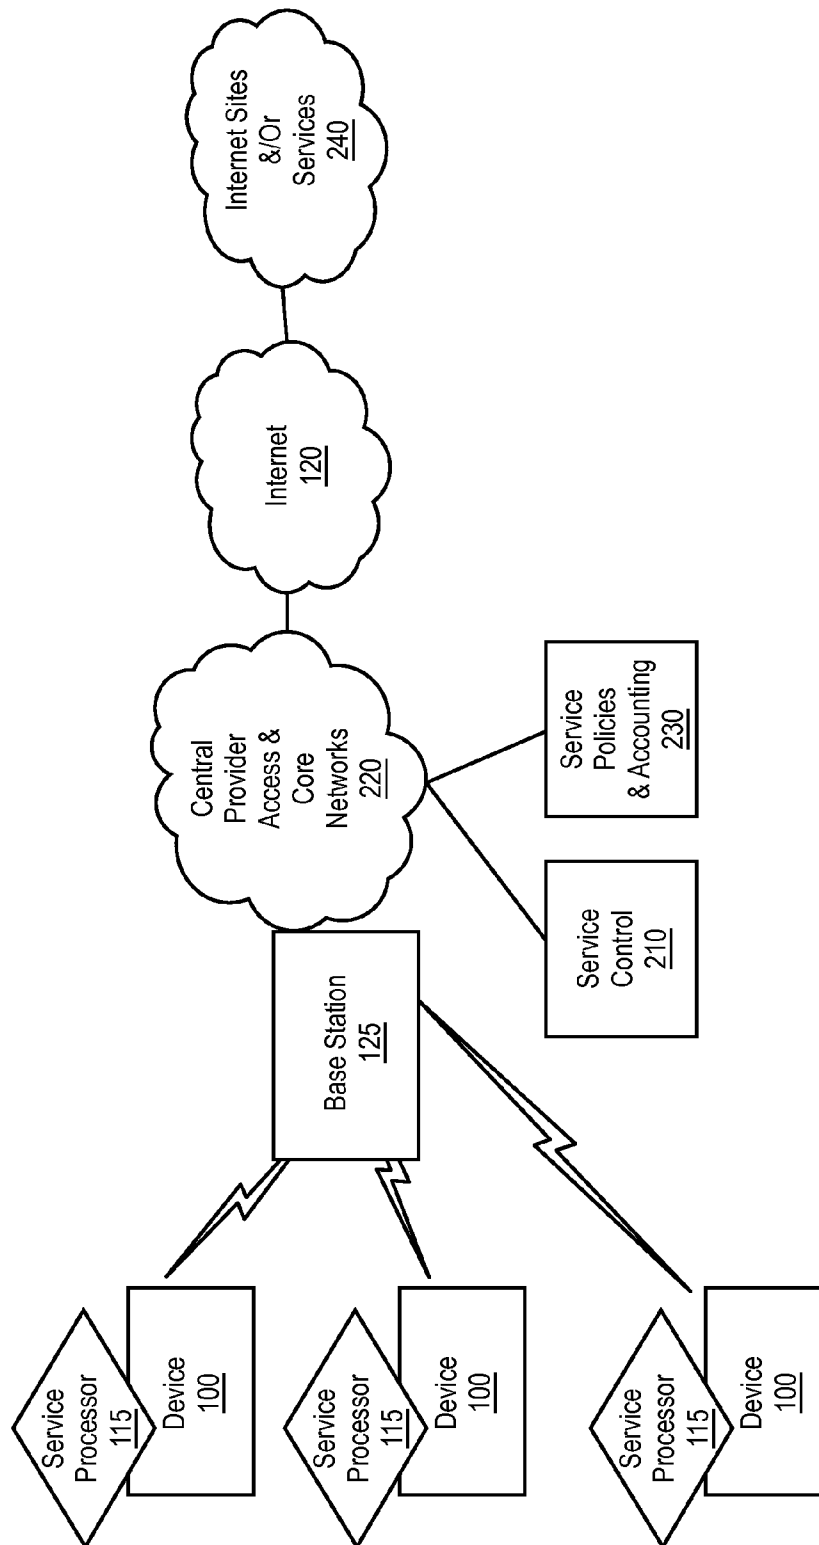 Service
Processor
115
Device
100
Service
Processor
115
Device
100
Service
Processor
115
Device
100
Base Station
125
Central
Provider
Access &
Core
Networks
220
Service
Control
210
Service
Policies
& Accounting
230
Internet
120
Internet Sites
&/Or
Services
240